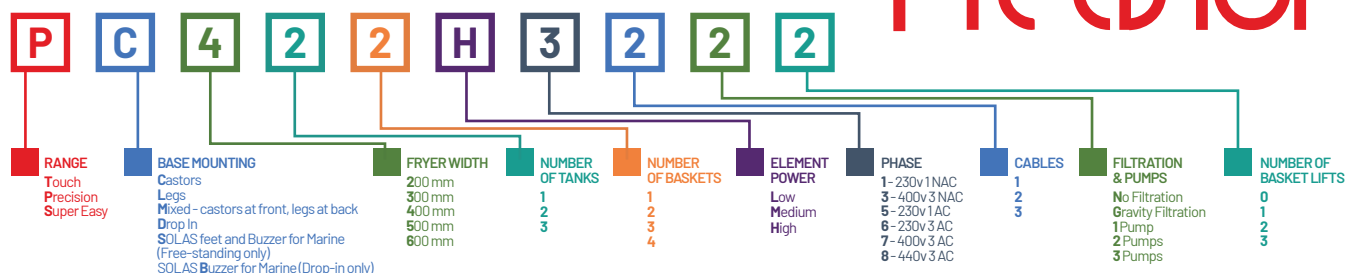 P C 4 2 2 H 3 2 2 2
RANGE
Touch
Precision
Super Easy
BASE MOUNTING
Castors
Legs
Mixed - castors at front, legs at back
Drop In
SOLAS feet and Buzzer for Marine
(Free-standing only)
SOLAS Buzzer for Marine (Drop-in only)
FRYER WIDTH
200 mm
300 mm
400 mm
500 mm
600 mm
NUMBER
OF TANKS
1
2
3
NUMBER
OF BASKETS
1
2
3
4
ELEMENT
POWER
Low
Medium
High
PHASE
1 - 230v 1 NAC
3 - 400v 3 NAC
5 - 230v 1 AC
6 - 230v 3 AC
7 - 400v 3 AC
8 - 440v 3 AC
CABLES
1
2
3
FILTRATION
& PUMPS
No Filtration
Gravity Filtration
1 Pump
2 Pumps
3 Pumps
NUMBER OF
BASKET LIFTS
0
1
2
3